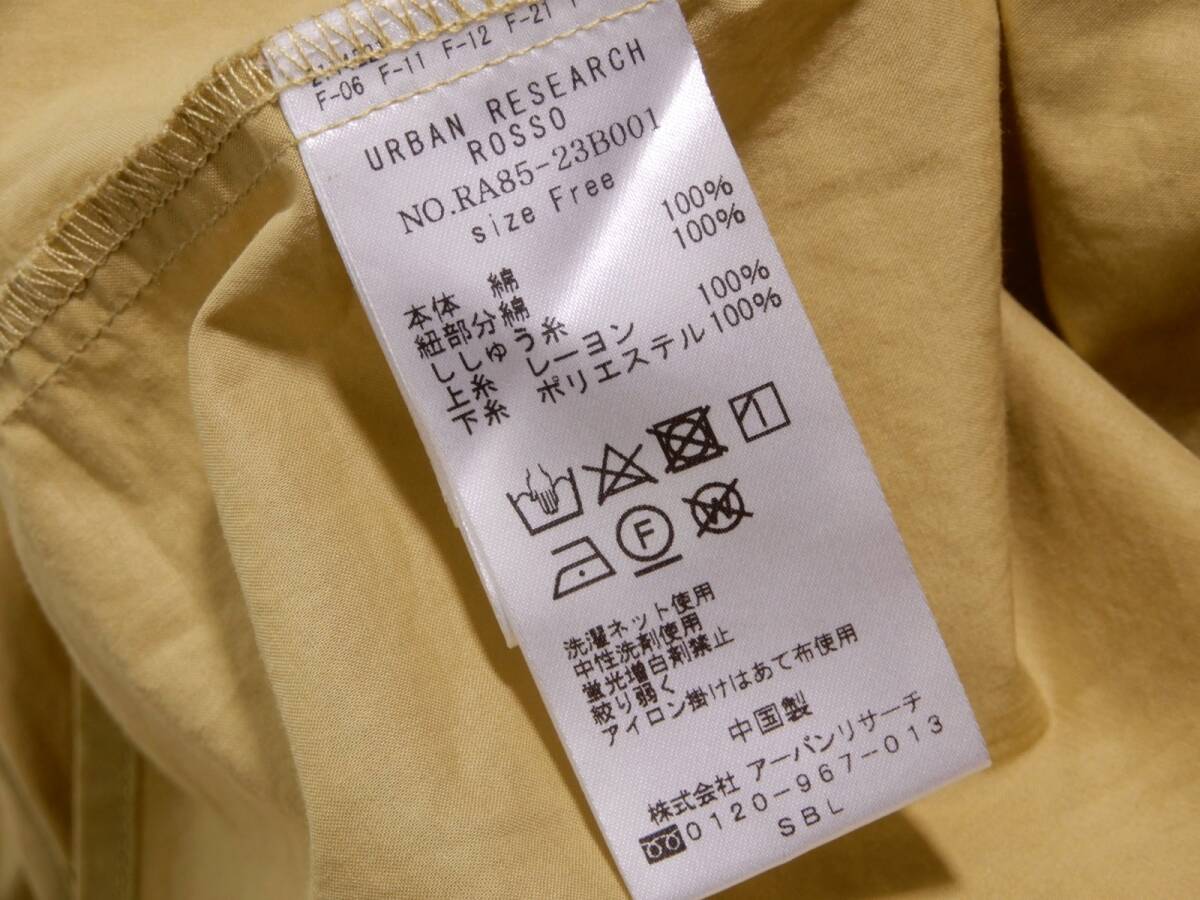 F-06 F-11 F-12 F-21
URBAN RESEARCH
ROSSO
NO.RA85-23B001
size Free
本体 綿 100%
紐部分綿 100%
ししゅう糸
上糸 レーヨン 100%
下糸 ポリエステル 100%
F W
洗濯ネット使用
中性洗剤使用
蛍光増白剤禁止
絞り弱く
アイロン掛けはあて布使用
中国製
株式会社 アーバンリサーチ
0120-967-013
SBL